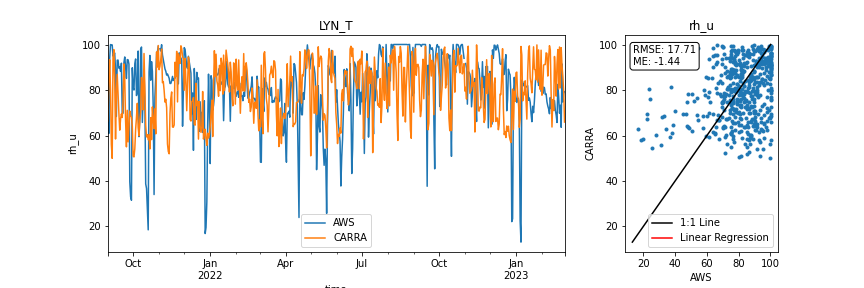 LYN_T
rh_u
100
80
60
40
20
Oct
Jan
2022
Apr
Jul
Oct
Jan
2023
time
AWS
CARRA
rh_u
RMSE: 17.71
ME: -1.44
CARRA
100
80
60
40
20
1:1 Line
Linear Regression
20
40
60
80
100
AWS